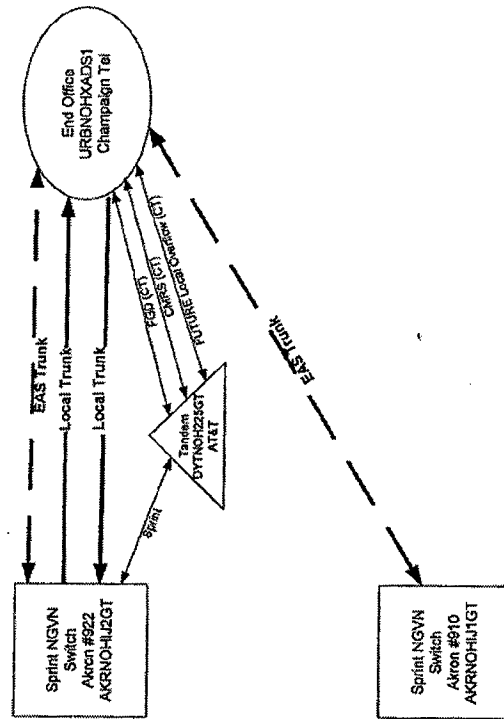 End Office
URBNOHXADS1
Champaign Tel
EAS Trunk
Local Trunk
Local Trunk
FGD (CT)
CMRS (CT)
FUTURE Local Overflow (CT)
EAS Trunk
Tandem
DYTNOH225GT
AT&T
Sprint
Sprint NGVN
Switch
Akron #922
AKRNOHIJ2GT
Sprint NGVN
Switch
Akron #910
AKRNOHIJ1GT